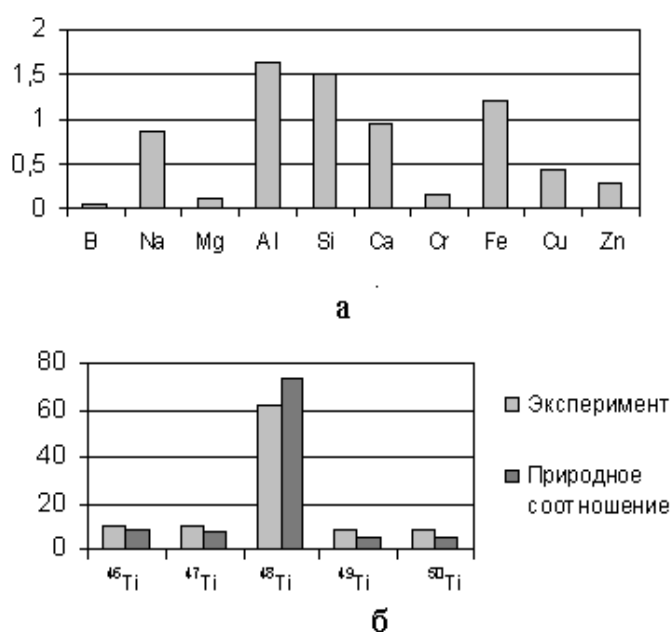 2
1,5
1
0,5
0
B Na Mg Al Si Ca Cr Fe Cu Zn
а
80
60
40
20
0
⁴⁶Ti ⁴⁷Ti ⁴⁸Ti ⁴⁹Ti ⁵⁰Ti
Эксперимент
Природное
соотношение
б